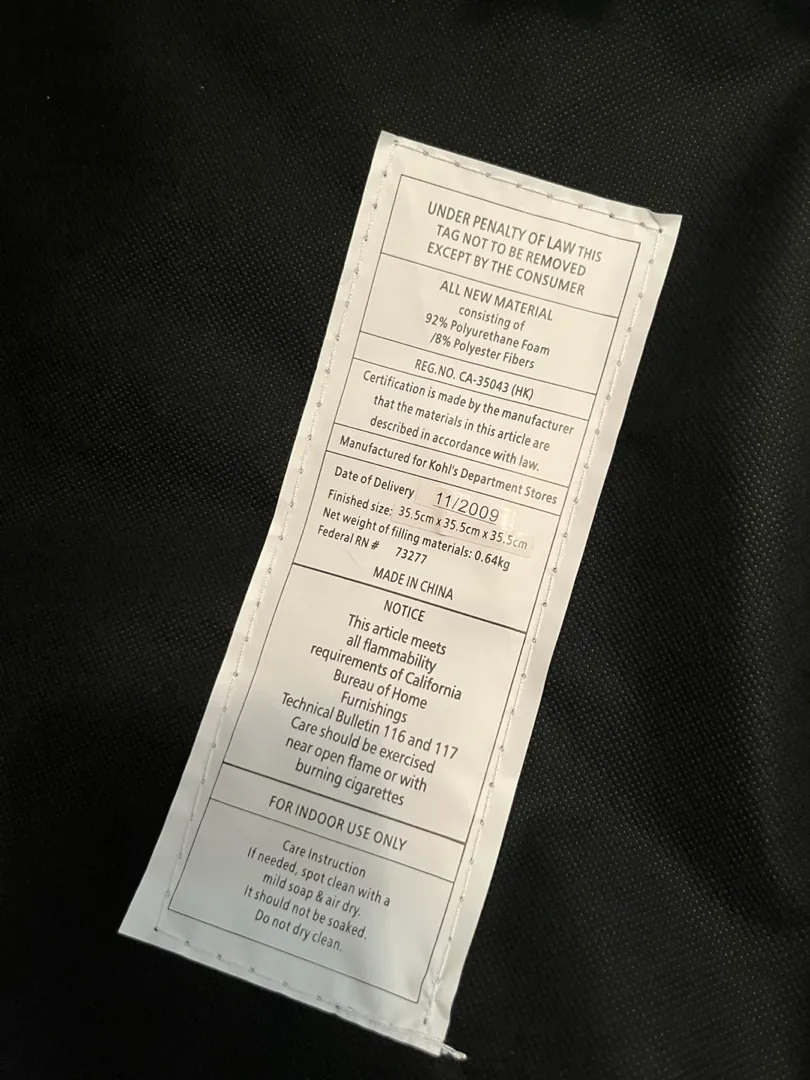 UNDER PENALTY OF LAW THIS
TAG NOT TO BE REMOVED
EXCEPT BY THE CONSUMER
ALL NEW MATERIAL
consisting of
92% Polyurethane Foam
/8% Polyester Fibers
REG.NO. CA-35043 (HK)
Certification is made by the manufacturer
that the materials in this article are
described in accordance with law.
Manufactured for Kohl's Department Stores
Date of Delivery 11/2009
Finished size: 35.5cm x 35.5cm x 35.5cm
Net weight of filling materials: 0.64kg
Federal RN # 73277
MADE IN CHINA
NOTICE
This article meets
all flammability
requirements of California
Bureau of Home
Furnishings
Technical Bulletin 116 and 117
Care should be exercised
near open flame or with
burning cigarettes
FOR INDOOR USE ONLY
Care Instruction
If needed, spot clean with a
mild soap & air dry.
It should not be soaked.
Do not dry clean.